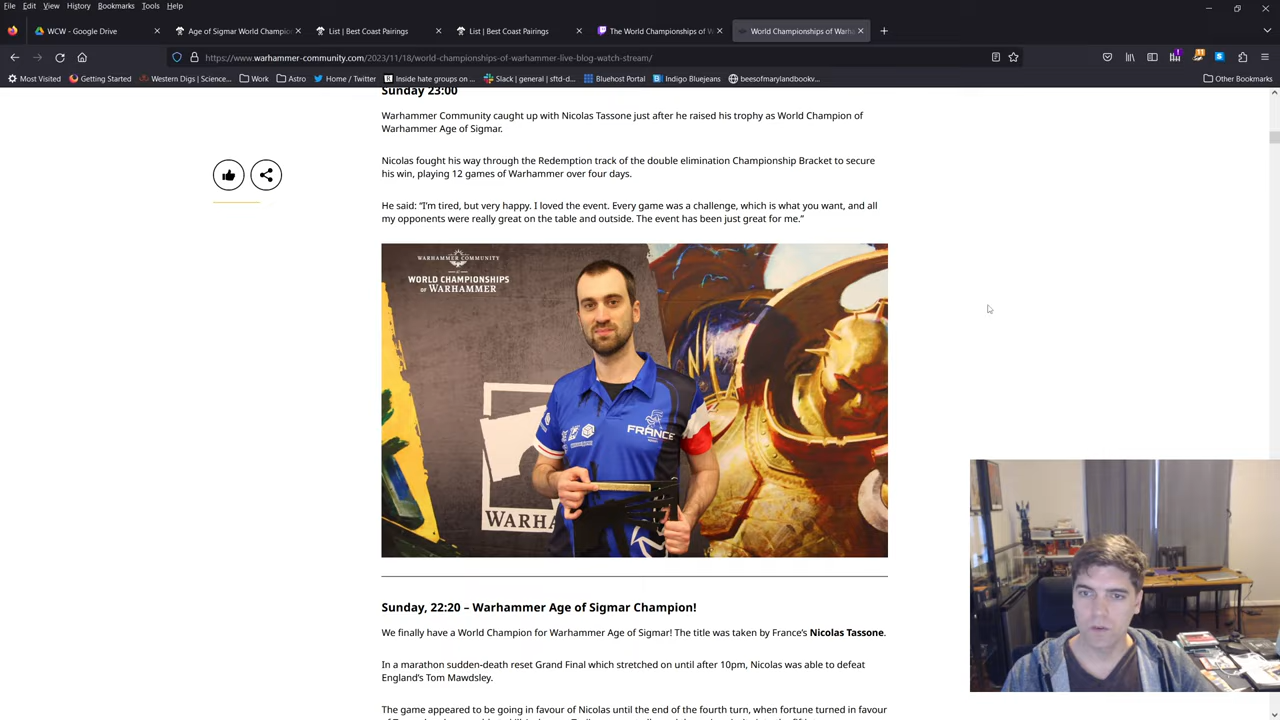 File Edit View History Bookmarks Tools Help
WCW - Google Drive
Age of Sigmar World Champio
List | Best Coast Pairings
List | Best Coast Pairings
The World Championships of W
World Championships of Warha
https://www.warhammer-community.com/2023/11/18/world-championships-of-warhammer-live-blog-watch-stream/
Most Visited Getting Started Western Digs | Science... Work Astro Home / Twitter Inside hate groups on ... Slack | general | sftd-d... Bluehost Portal Indigo Bluejeans beesofmarylandbookv... Other Bookmarks
Sunday 23:00
Warhammer Community caught up with Nicolas Tassone just after he raised his trophy as World Champion of
Warhammer Age of Sigmar.
Nicolas fought his way through the Redemption track of the double elimination Championship Bracket to secure
his win, playing 12 games of Warhammer over four days.
He said: “I’m tired, but very happy. I loved the event. Every game was a challenge, which is what you want, and all
my opponents were really great on the table and outside. The event has been just great for me.”
WARHAMMER COMMUNITY
WORLD CHAMPIONSHIPS
OF WARHAMMER
FRANCE
WARHA
Sunday, 22:20 – Warhammer Age of Sigmar Champion!
We finally have a World Champion for Warhammer Age of Sigmar! The title was taken by France’s Nicolas Tassone.
In a marathon sudden-death reset Grand Final which stretched on until after 10pm, Nicolas was able to defeat
England’s Tom Mawdsley.
The game appeared to be going in favour of Nicolas until the end of the fourth turn, when fortune turned in favour